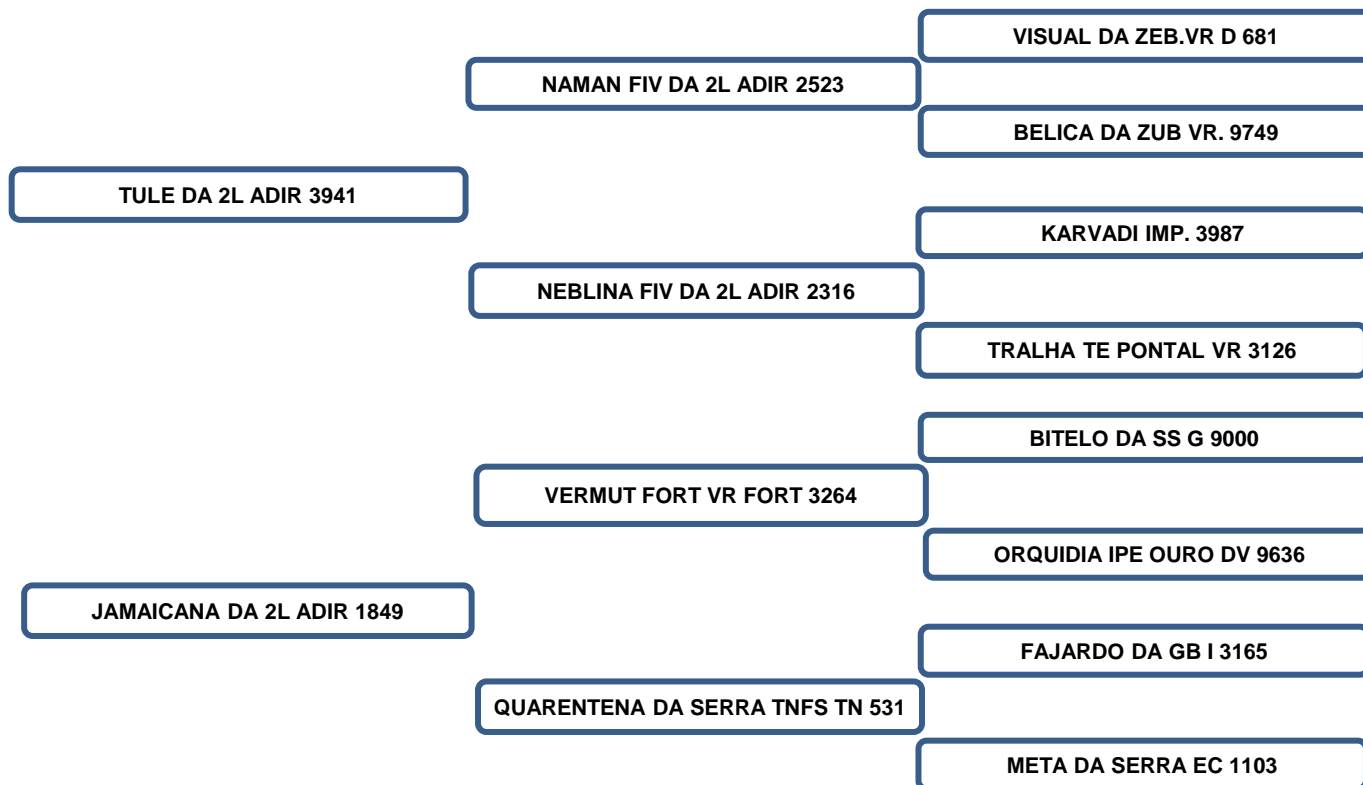 VISUAL DA ZEB.VR D 681
NAMAN FIV DA 2L ADIR 2523
BELICA DA ZUB VR. 9749
TULE DA 2L ADIR 3941
KARVADI IMP. 3987
NEBLINA FIV DA 2L ADIR 2316
TRALHA TE PONTAL VR 3126
BITELO DA SS G 9000
VERMUT FORT VR FORT 3264
ORQUIDIA IPE OURO DV 9636
JAMAICANA DA 2L ADIR 1849
FAJARDO DA GB I 3165
QUARENTENA DA SERRA TNFS TN 531
META DA SERRA EC 1103